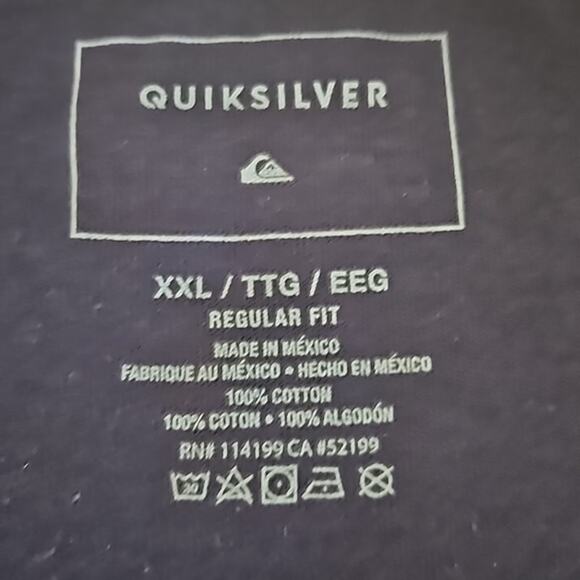 QUIKSILVER
XXL / TTG / EEG
REGULAR FIT
MADE IN MÉXICO
FABRIQUE AU MÉXICO • HECHO EN MÉXICO
100% COTTON
100% COTON • 100% ALGODÓN
RN# 114199 CA #52199
30